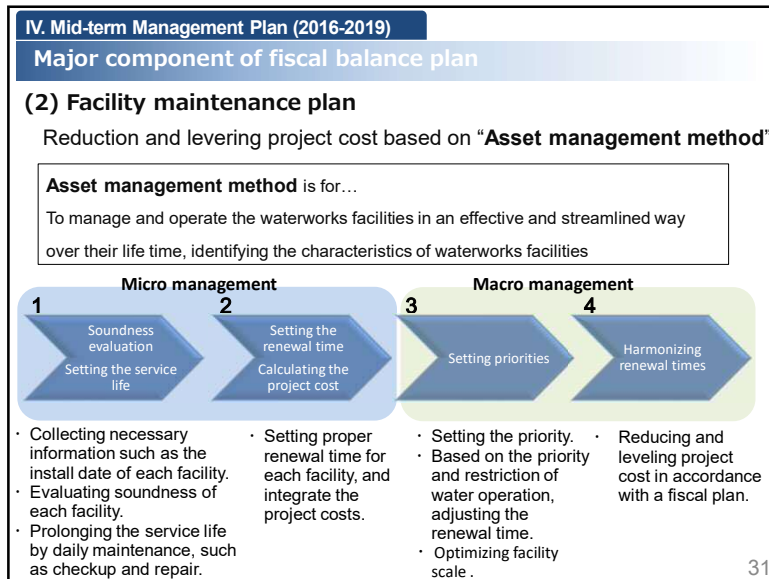 IV. Mid-term Management Plan (2016-2019)
Major component of fiscal balance plan
(2) Facility maintenance plan
Reduction and levering project cost based on “Asset management method”
Asset management method is for…
To manage and operate the waterworks facilities in an effective and streamlined way
over their life time, identifying the characteristics of waterworks facilities
Micro management
Macro management
1
Soundness
evaluation
Setting the service
life
2
Setting the
renewal time
Calculating the
project cost
3
Setting priorities
4
Harmonizing
renewal times
・ Collecting necessary
information such as the
install date of each facility.
・ Evaluating soundness of
each facility.
・ Prolonging the service life
by daily maintenance, such
as checkup and repair.
・ Setting proper
renewal time for
each facility, and
integrate the
project costs.
・ Setting the priority.
・ Based on the priority
and restriction of
water operation,
adjusting the
renewal time.
・ Optimizing facility
scale .
・ Reducing and
leveling project
cost in accordance
with a fiscal plan.
31